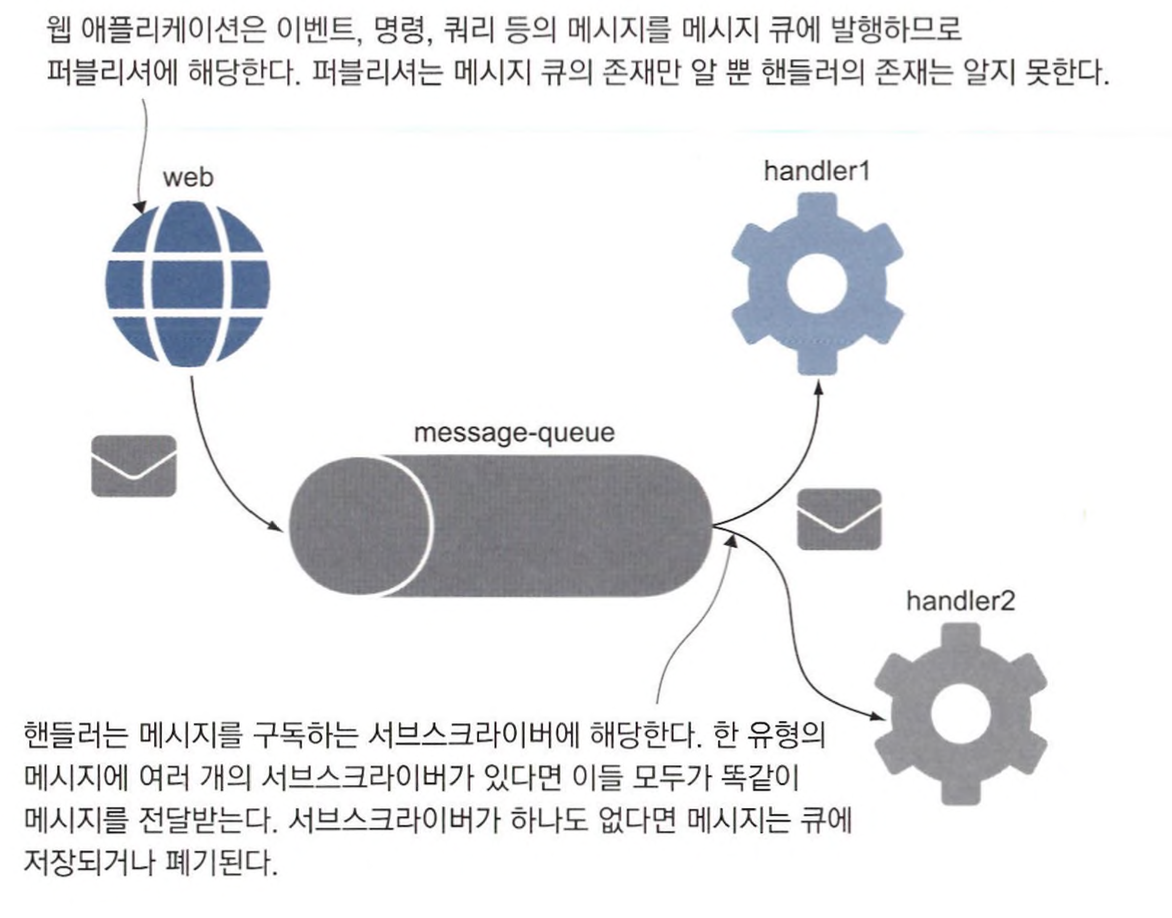 웹 애플리케이션은 이벤트, 명령, 쿼리 등의 메시지를 메시지 큐에 발행하므로
퍼블리셔에 해당한다. 퍼블리셔는 메시지 큐의 존재만 알 뿐 핸들러의 존재는 알지 못한다.
web
handler1
message-queue
handler2
핸들러는 메시지를 구독하는 서브스크라이버에 해당한다. 한 유형의
메시지에 여러 개의 서브스크라이버가 있다면 이들 모두가 똑같이
메시지를 전달받는다. 서브스크라이버가 하나도 없다면 메시지는 큐에
저장되거나 폐기된다.